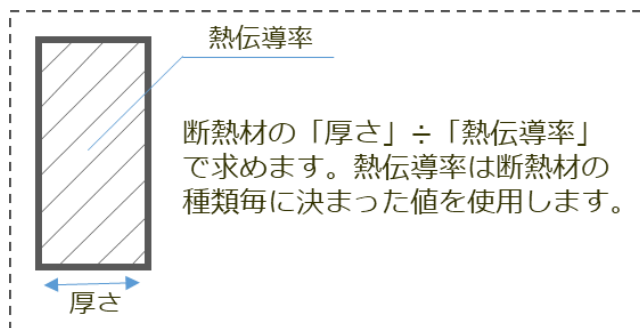 熱伝導率
断熱材の「厚さ」÷「熱伝導率」
で求めます。熱伝導率は断熱材の
種類毎に決まった値を使用します。
厚さ